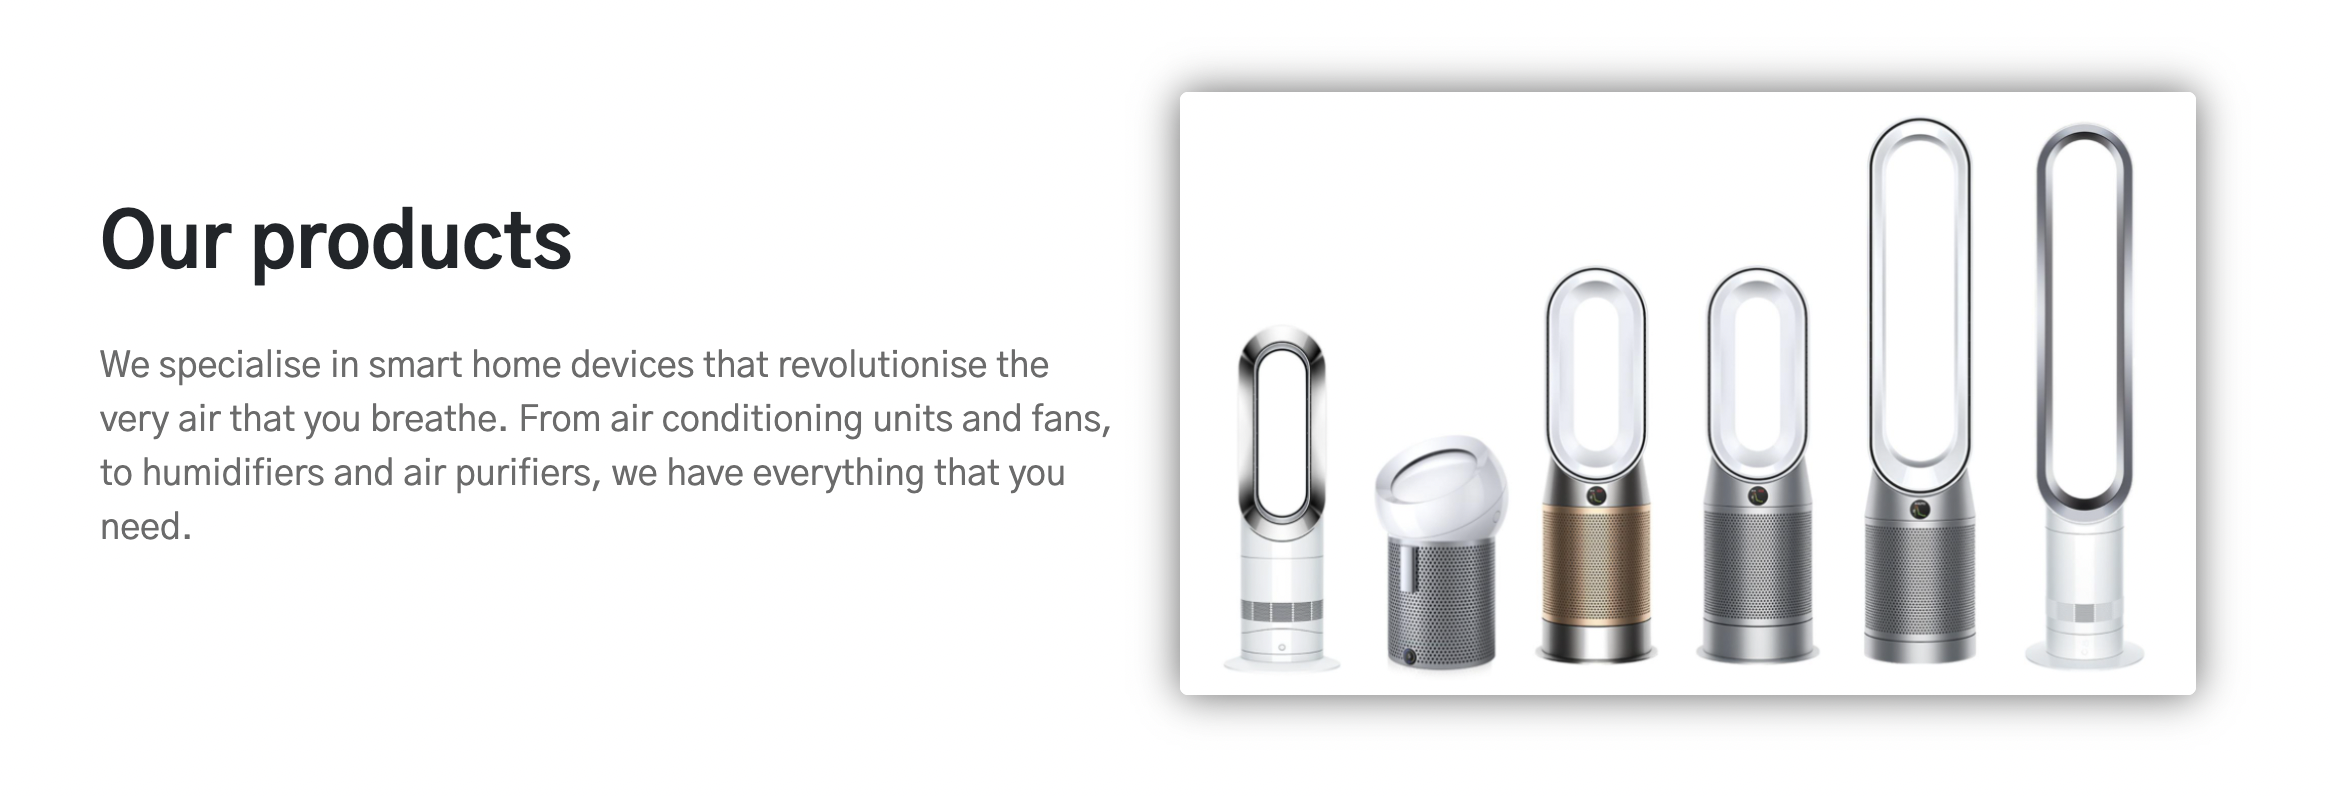 Our products
We specialise in smart home devices that revolutionise the
very air that you breathe. From air conditioning units and fans,
to humidifiers and air purifiers, we have everything that you
need.